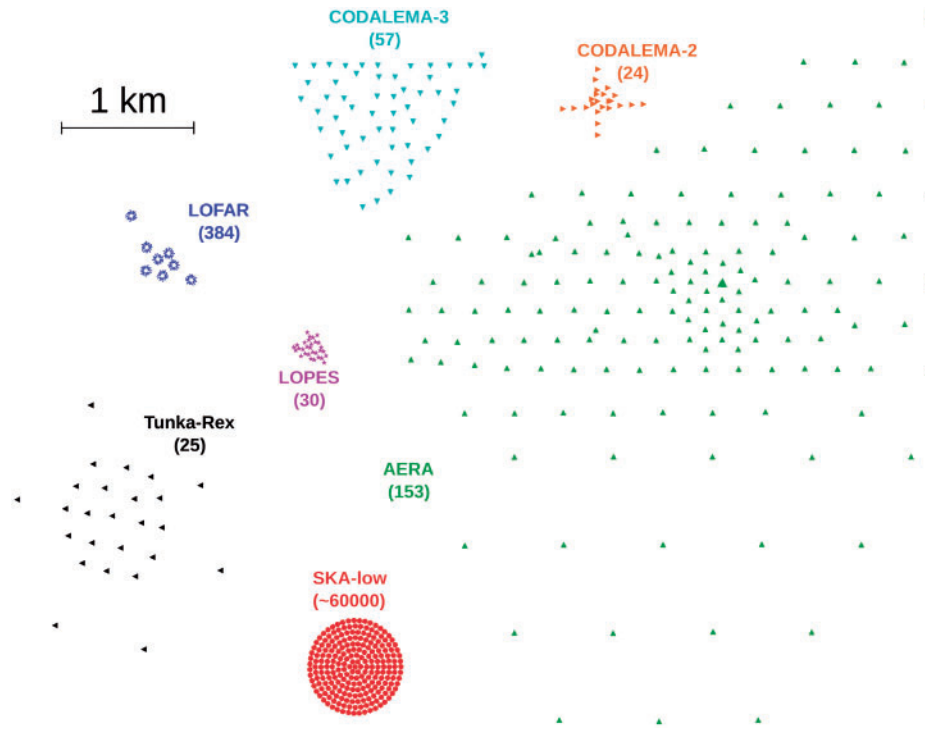 CODALEMA-3
(57)
CODALEMA-2
(24)
1 km
LOFAR
(384)
LOPES
(30)
Tunka-Rex
(25)
AERA
(153)
SKA-low
(~60000)